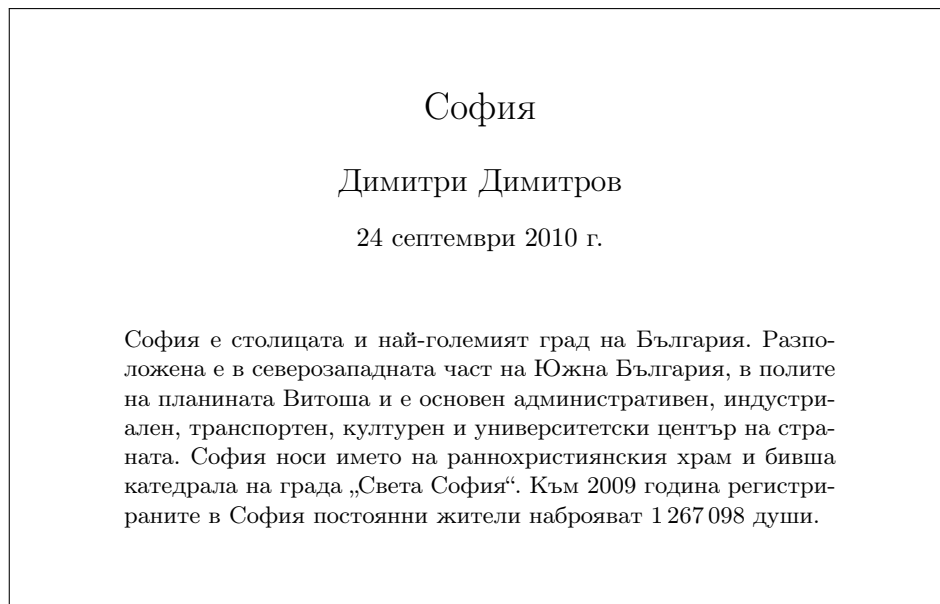 София
Димитри Димитров
24 септември 2010 г.
София е столицата и най-големият град на България. Разпо-
ложена е в северозападната част на Южна България, в полите
на планината Витоша и е основен административен, индустри-
ален, транспортен, културен и университетски център на стра-
ната. София носи името на раннохристиянския храм и бивша
катедрала на града „Света София“. Към 2009 година регистри-
раните в София постоянни жители наброяват 1 267 098 души.